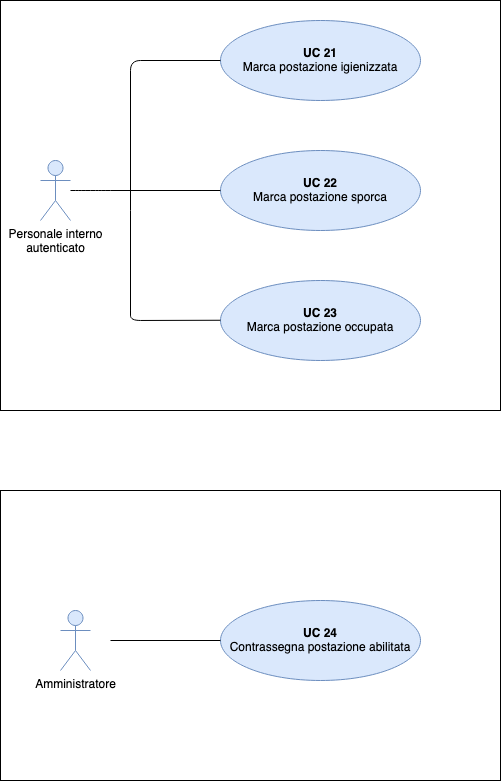 UC 21
Marca postazione igienizzata
UC 22
Marca postazione sporca
Personale interno
autenticato
UC 23
Marca postazione occupata
UC 24
Contrassegna postazione abilitata
Amministratore